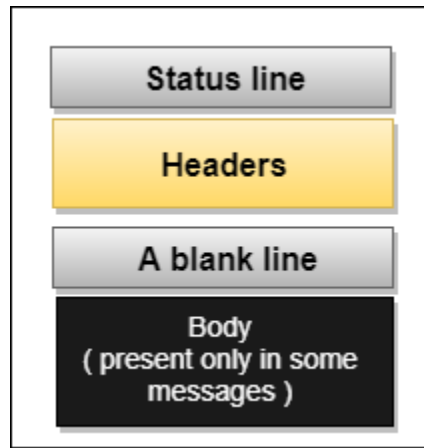 Status line
Headers
A blank line
Body
( present only in some
messages )